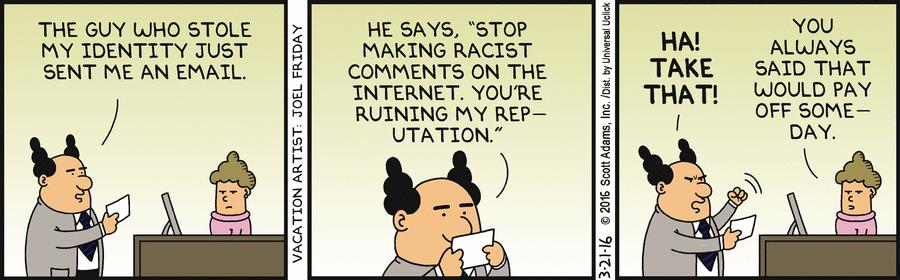 THE GUY WHO STOLE
MY IDENTITY JUST
SENT ME AN EMAIL.
VACATION ARTIST: JOEL FRIDAY
HE SAYS, "STOP
MAKING RACIST
COMMENTS ON THE
INTERNET. YOU'RE
RUINING MY REP-
UTATION."
3-21-16 © 2016 Scott Adams, Inc. /Dist. by Universal Uclick
HA!
TAKE
THAT!
YOU
ALWAYS
SAID THAT
WOULD PAY
OFF SOME-
DAY.